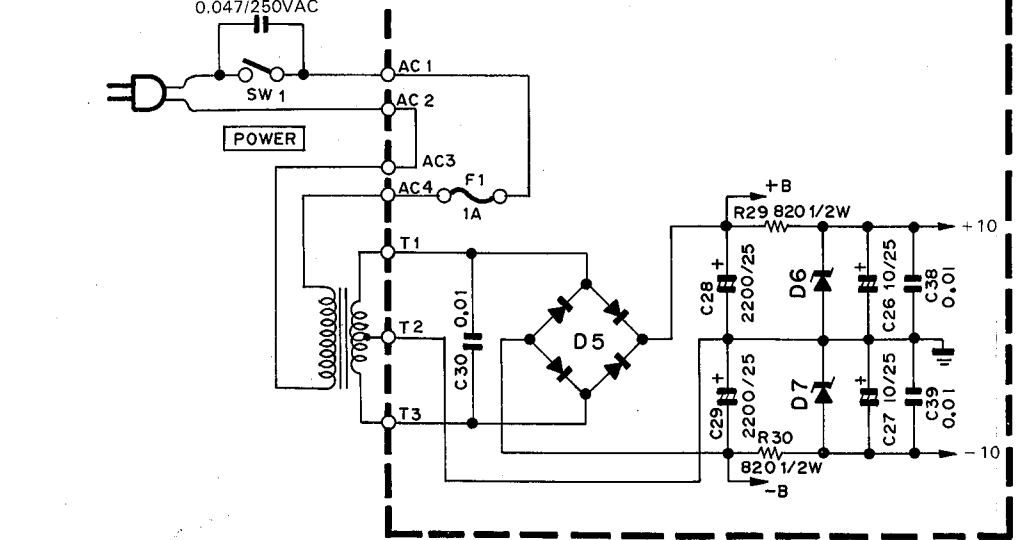 0.047/250VAC
AC 1
SW 1
AC 2
POWER
AC3
AC4
F1
1A
+B
R29 820 1/2W
+10
T1
C30 0.01
D5
C28
+
2200/25
D6
+
C26 10/25
C38
0.01
T2
T3
C29
+
2200/25
D7
+
C27 10/25
C39
0.01
R30
820 1/2W
-10
-B